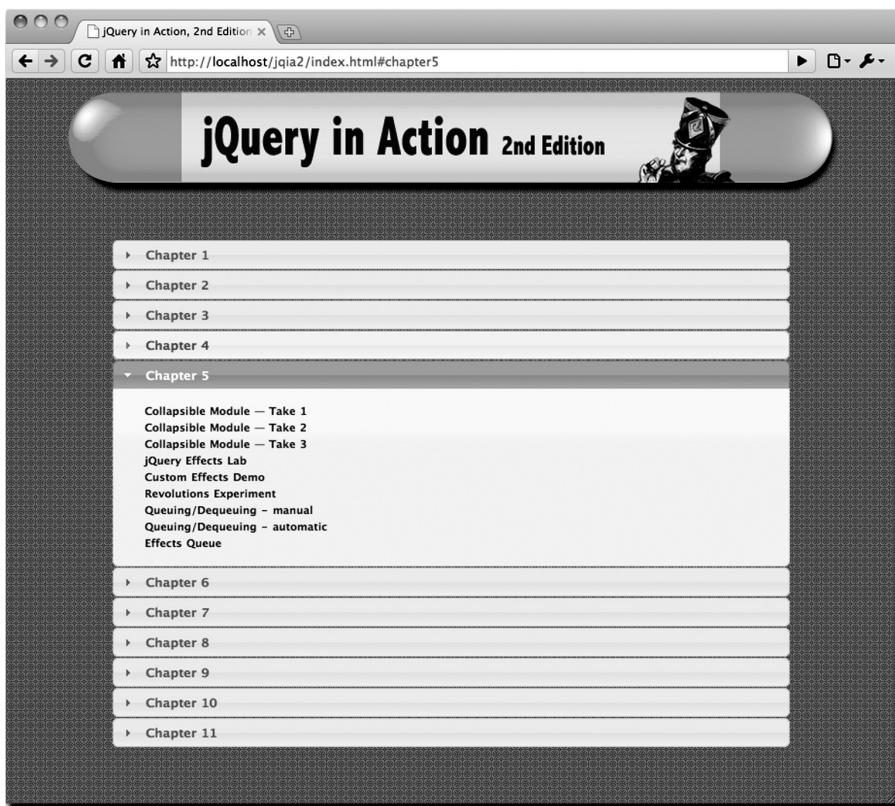 jQuery in Action, 2nd Edition
http://localhost/jqia2/index.html#chapter5
jQuery in Action 2nd Edition
Chapter 1
Chapter 2
Chapter 3
Chapter 4
Chapter 5
Collapsible Module — Take 1
Collapsible Module — Take 2
Collapsible Module — Take 3
jQuery Effects Lab
Custom Effects Demo
Revolutions Experiment
Queuing/Dequeuing – manual
Queuing/Dequeuing – automatic
Effects Queue
Chapter 6
Chapter 7
Chapter 8
Chapter 9
Chapter 10
Chapter 11